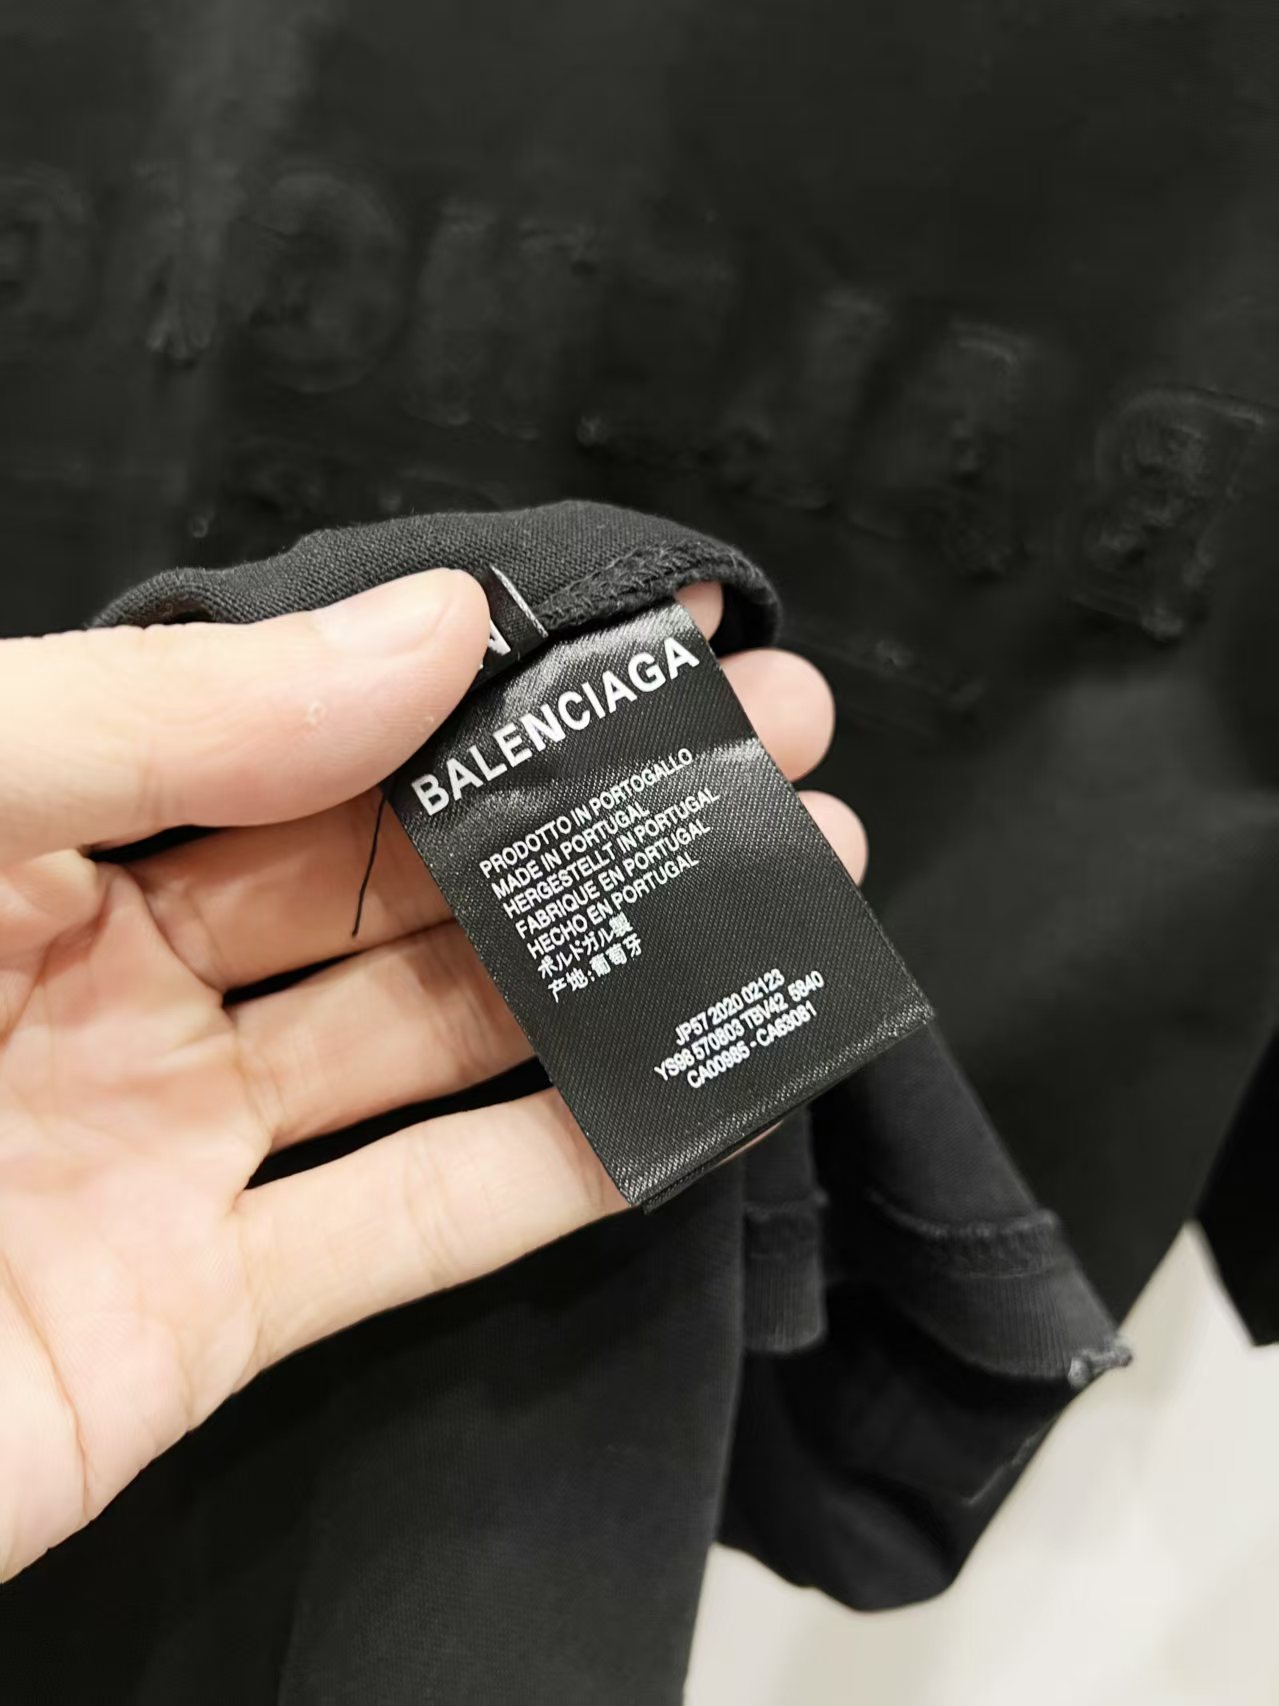 N
BALENCIAGA
PRODOTTO IN PORTOGALLO
MADE IN PORTUGAL
HERGESTELLT IN PORTUGAL
FABRIQUE EN PORTUGAL
HECHO EN PORTUGAL
ポルトガル製
产地:葡萄牙
JP57 2020 02123
YS98 570803 TBV42 5840
CA00985 - CA53081